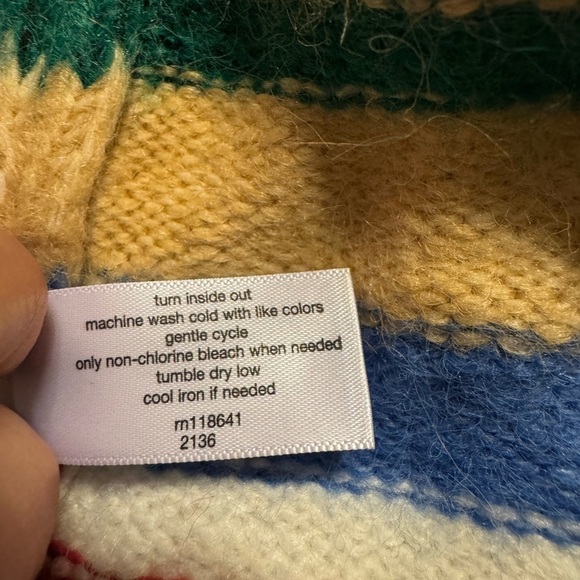 turn inside out
machine wash cold with like colors
gentle cycle
only non-chlorine bleach when needed
tumble dry low
cool iron if needed
rn118641
2136